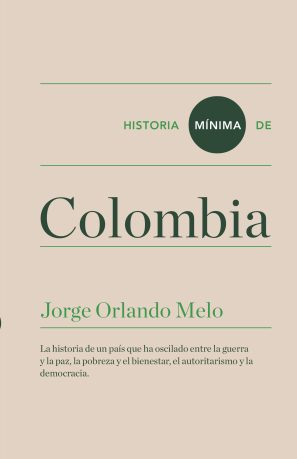 HISTORIA MÍNIMA DE
Colombia
Jorge Orlando Melo
La historia de un país que ha oscilado entre la guerra
y la paz, la pobreza y el bienestar, el autoritarismo y la
democracia.